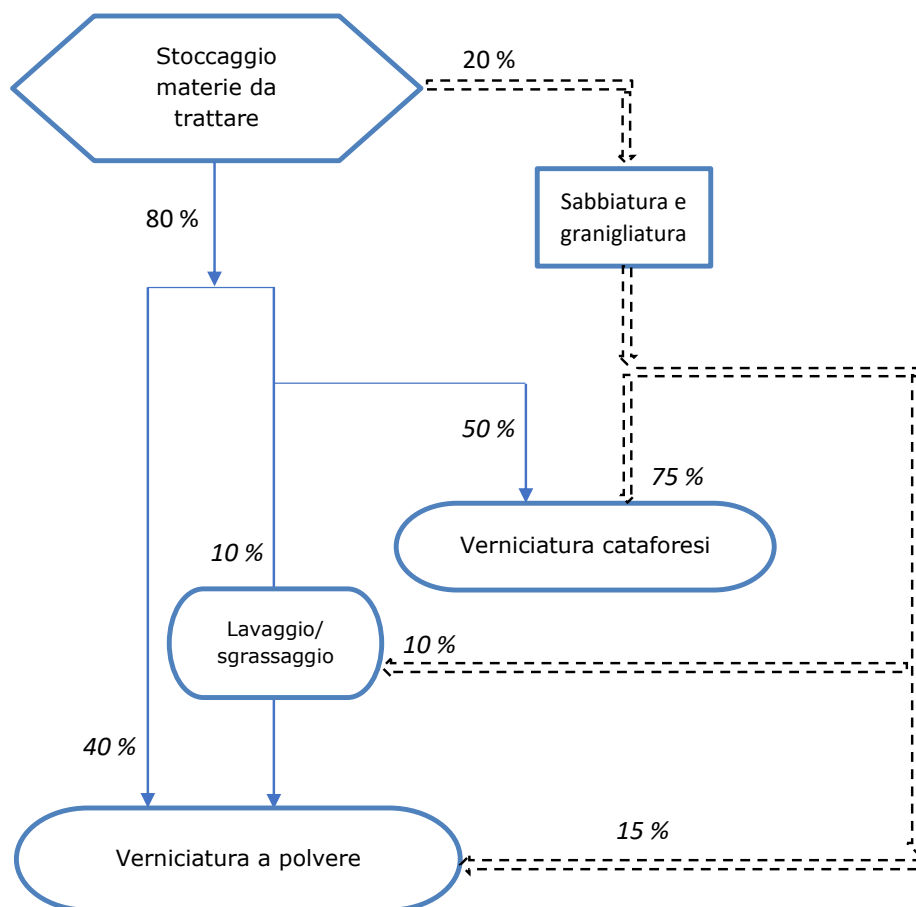 Stoccaggio
materie da
trattare
20 %
80 %
Sabbiatura e
granigliatura
50 %
75 %
Verniciatura cataforesi
10 %
Lavaggio/
sgrassaggio
10 %
40 %
15 %
Verniciatura a polvere